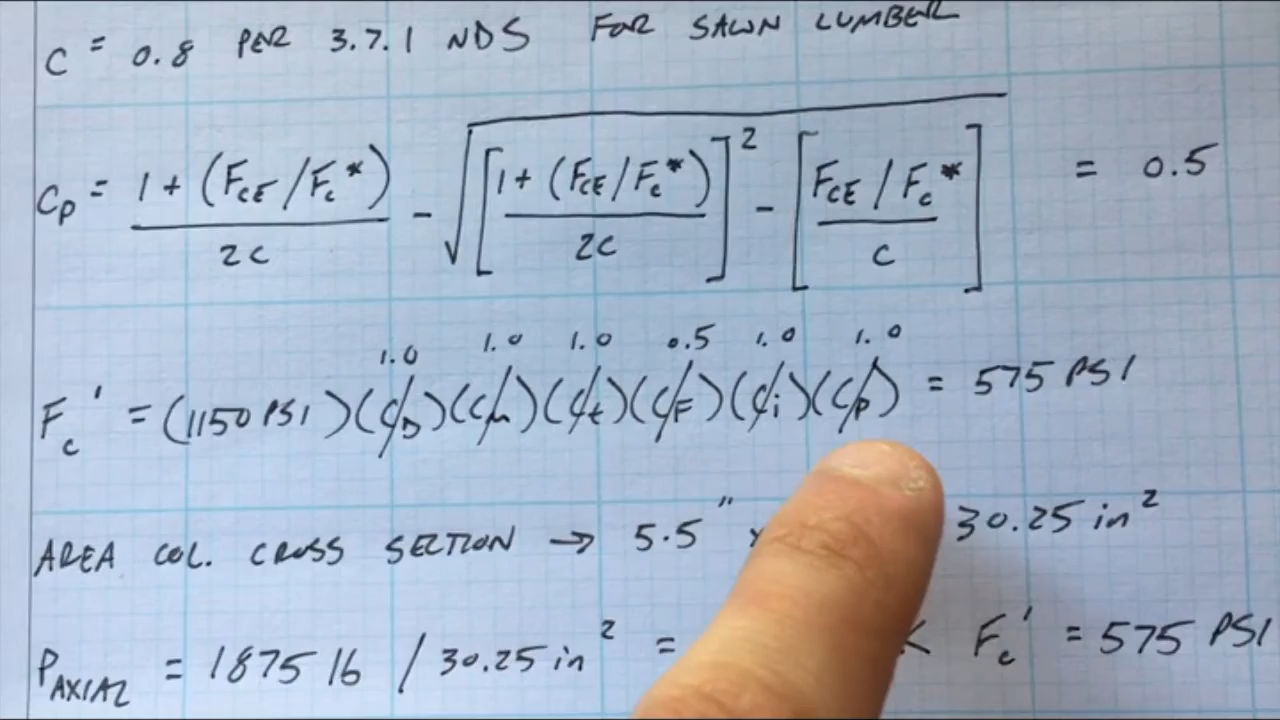 C = 0.8 PER 3.7.1 NDS FOR SAWN LUMBER
Cp = 1 + (FcE/Fc*) / 2c - √[[1 + (FcE/Fc*) / 2c]² - [FcE/Fc* / c]] = 0.5
1.0 1.0 1.0 0.5 1.0 1.0
Fc' = (1150 PSI)(CD)(CM)(Ct)(CF)(Ci)(CP) = 575 PSI
AREA COL. CROSS SECTION → 5.5" 30.25 in²
PAXIAL = 1875 lb / 30.25 in² = < Fc' = 575 PSI